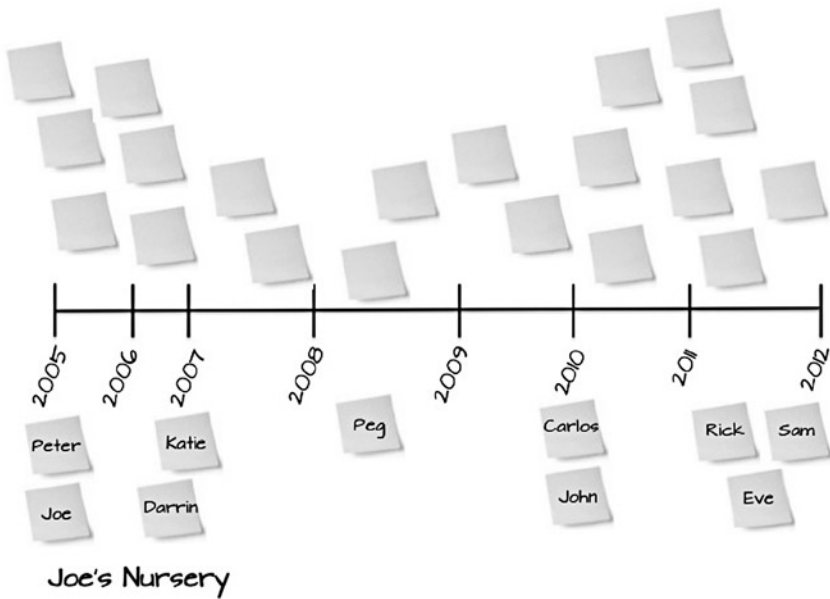 2005
2006
2007
2008
2009
2010
2011
2012
Peter
Katie
Peg
Carlos
Rick
Sam
Joe
Darrin
John
Eve
Joe's Nursery